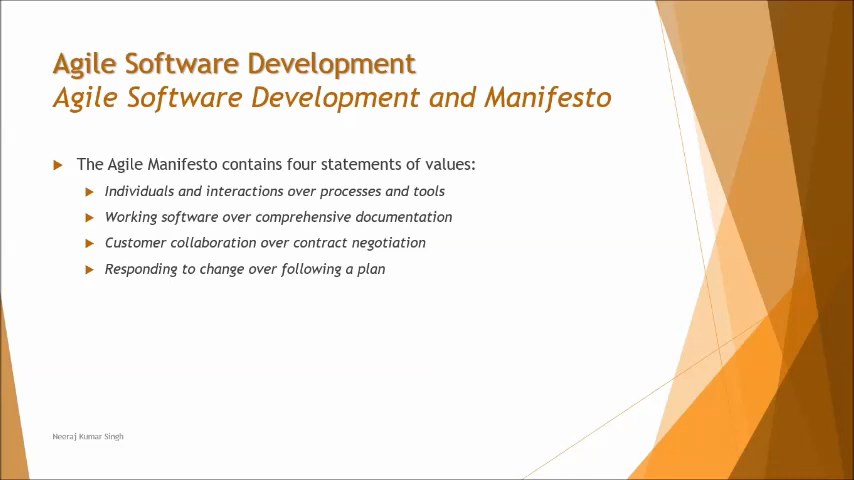 Agile Software Development
Agile Software Development and Manifesto
The Agile Manifesto contains four statements of values:
Individuals and interactions over processes and tools
Working software over comprehensive documentation
Customer collaboration over contract negotiation
Responding to change over following a plan
Neeraj Kumar Singh